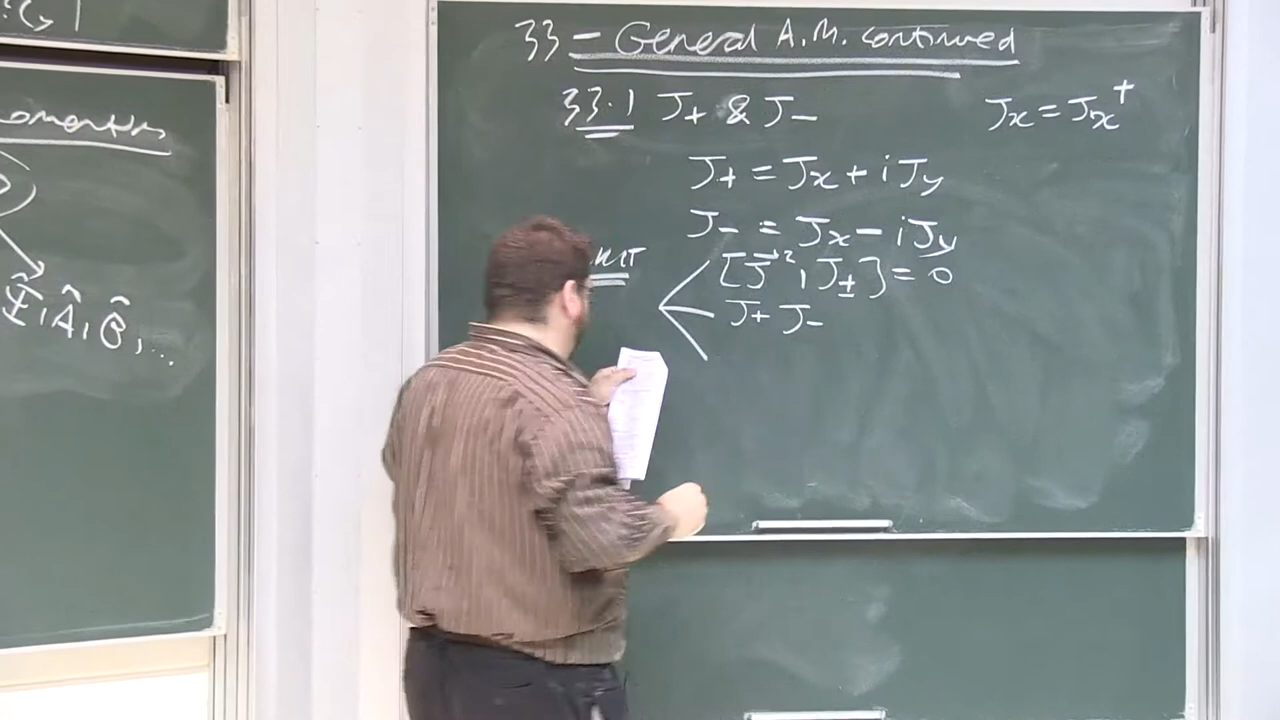 33 - General A.M. continued
33.1 J₊ & J₋
Jx = Jx†
J₊ = Jx + iJy
J₋ = Jx - iJy
[J⃗², J±] = 0
J₊ J₋
Î, Â, B̂, ...